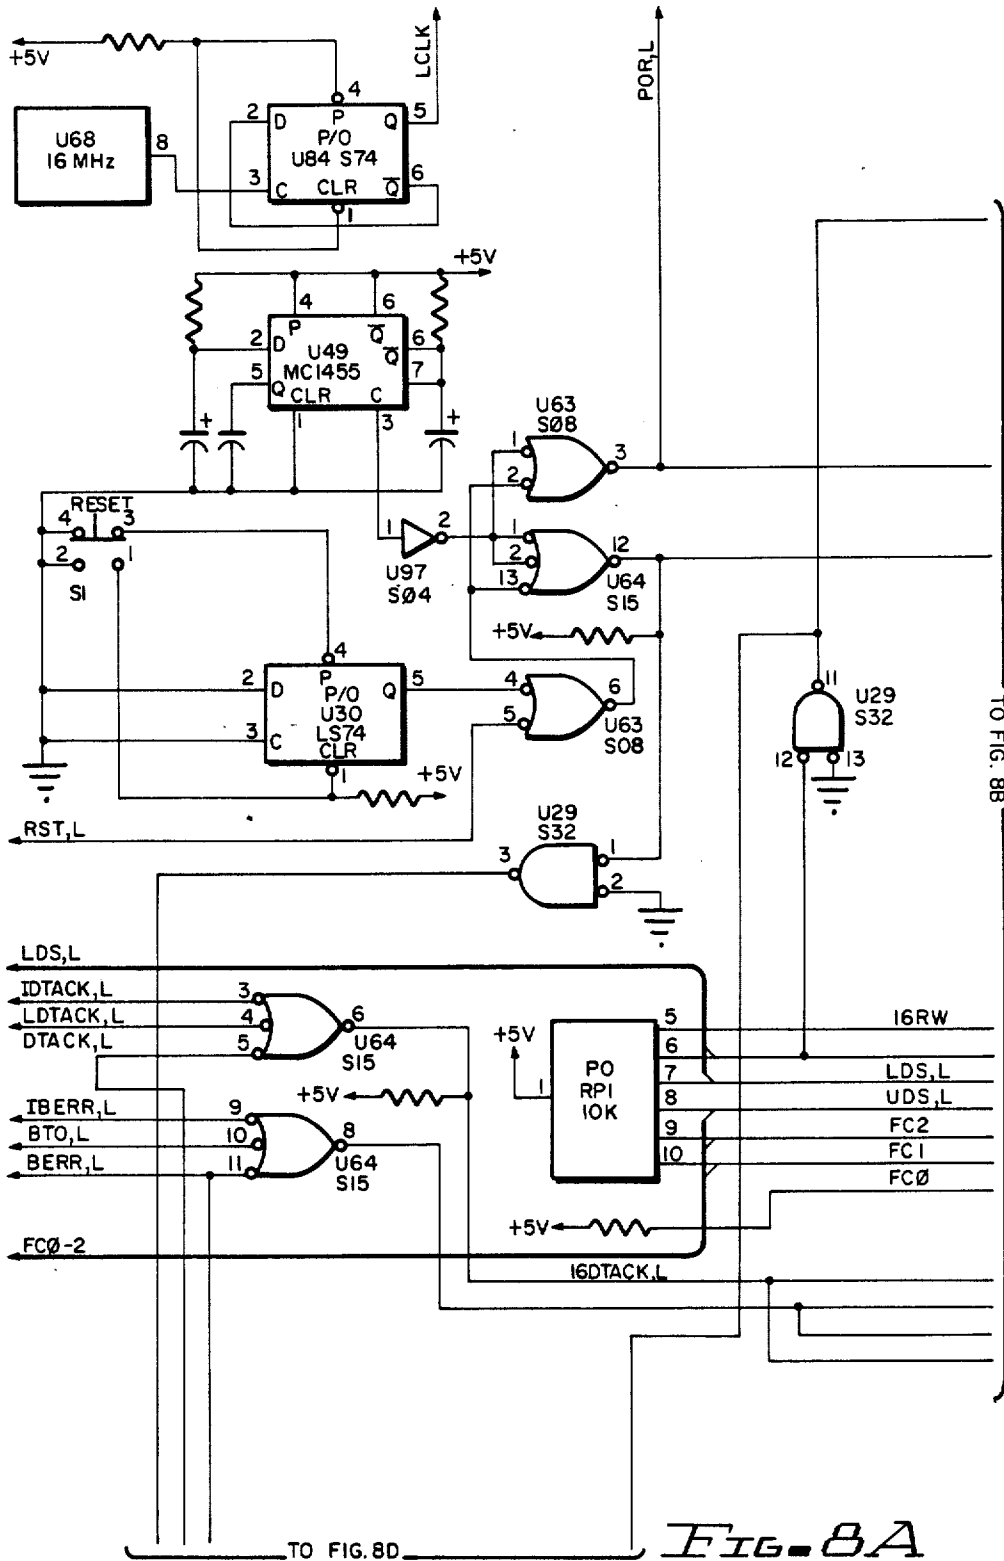 +5V
LCLK
POR,L
U68
16 MHz
8
4
2
D
P
Q
5
P/O
U84 S74
3
C
CLR
Q
6
1
+5V
4
6
2
P
D
Q
Q
6
U49
MC1455
5
Q
7
CLR
C
1
3
+
+
U63
S08
1
2
3
RESET
4
3
2
1
S1
1
2
U97
S04
1
2
13
12
U64
S15
+5V
4
2
D
P
Q
5
P/O
U30
LS74
3
C
CLR
1
+5V
4
5
6
U63
S08
11
U29
S32
12
13
TO FIG. 8B
RST,L
U29
S32
3
1
2
LDS,L
IDTACK,L
3
LDTACK,L
4
6
DTACK,L
5
U64
S15
+5V
+5V
1
PO
RP1
10K
5
16RW
6
7
LDS,L
8
UDS,L
9
FC2
10
FC1
FCØ
IBERR,L
9
BTO,L
10
8
BERR,L
11
U64
S15
+5V
FCØ-2
16DTACK,L
TO FIG. 8D
FIG-8A